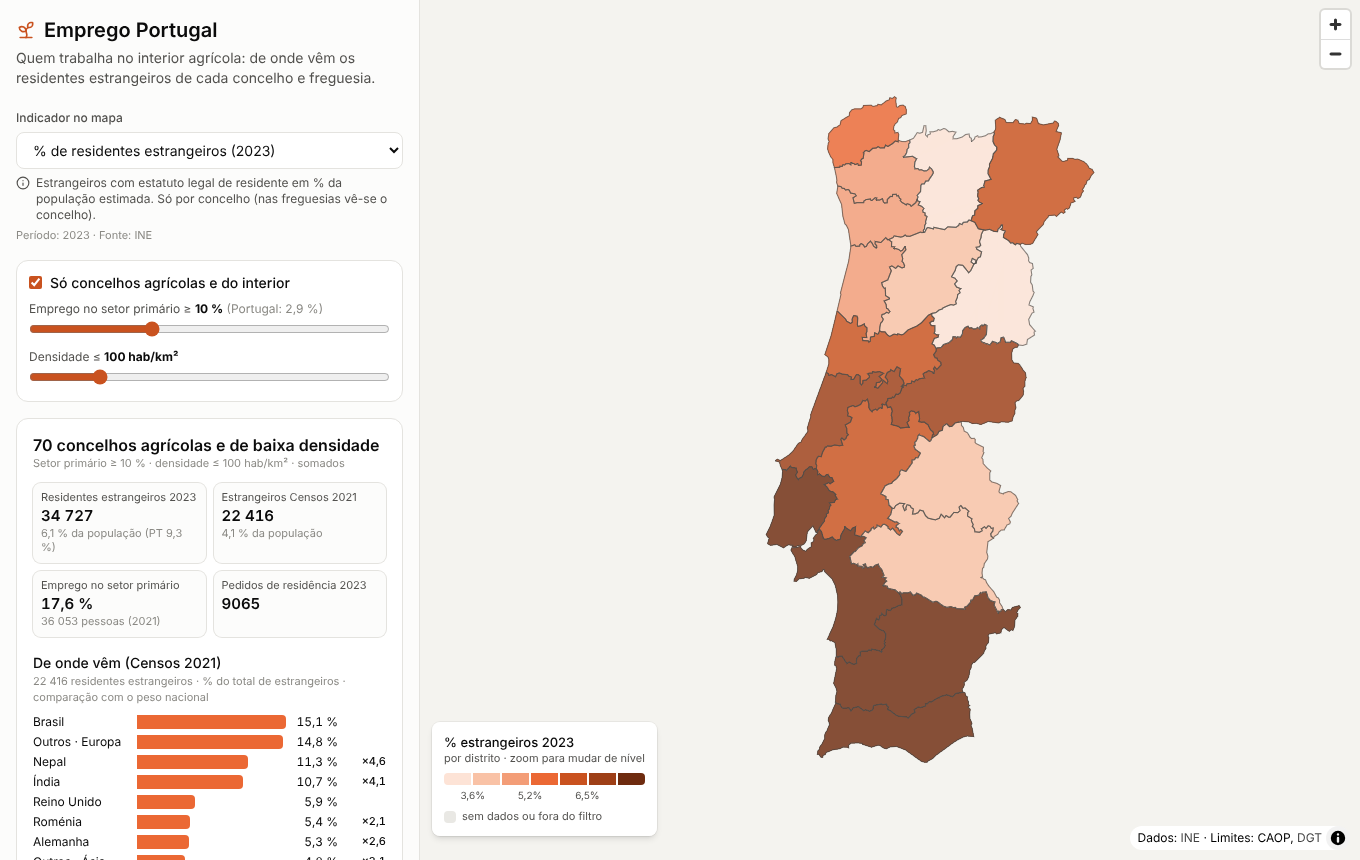 Emprego Portugal
Quem trabalha no interior agrícola: de onde vêm os
residentes estrangeiros de cada concelho e freguesia.
Indicador no mapa
% de residentes estrangeiros (2023)
Estrangeiros com estatuto legal de residente em % da
população estimada. Só por concelho (nas freguesias vê-se o
concelho).
Período: 2023 · Fonte: INE
Só concelhos agrícolas e do interior
Emprego no setor primário ≥ 10 % (Portugal: 2,9 %)
Densidade ≤ 100 hab/km²
70 concelhos agrícolas e de baixa densidade
Setor primário ≥ 10 % · densidade ≤ 100 hab/km² · somados
Residentes estrangeiros 2023
34 727
6,1 % da população (PT 9,3
%)
Estrangeiros Censos 2021
22 416
4,1 % da população
Emprego no setor primário
17,6 %
36 053 pessoas (2021)
Pedidos de residência 2023
9065
De onde vêm (Censos 2021)
22 416 residentes estrangeiros · % do total de estrangeiros ·
comparação com o peso nacional
Brasil 15,1 %
Outros · Europa 14,8 %
Nepal 11,3 % ×4,6
Índia 10,7 % ×4,1
Reino Unido 5,9 %
Roménia 5,4 % ×2,1
Alemanha 5,3 % ×2,6
+
−
% estrangeiros 2023
por distrito · zoom para mudar de nível
3,6% 5,2% 6,5%
sem dados ou fora do filtro
Dados: INE · Limites: CAOP, DGT